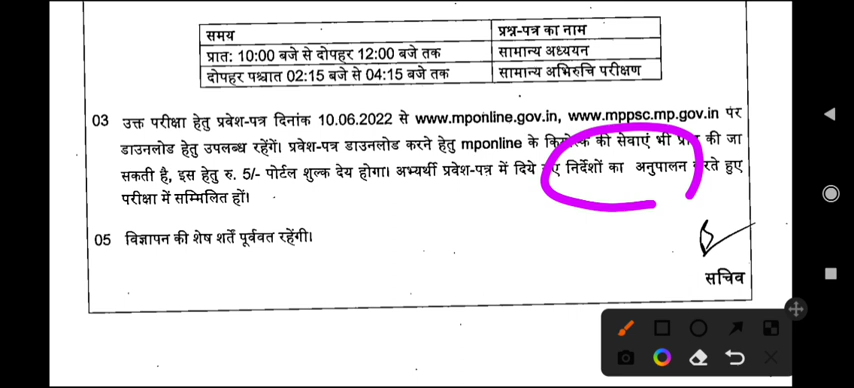 समय प्रश्न-पत्र का नाम
प्रात: 10:00 बजे से दोपहर 12:00 बजे तक सामान्य अध्ययन
दोपहर पश्चात 02:15 बजे से 04:15 बजे तक सामान्य अभिरुचि परीक्षण
03 उक्त परीक्षा हेतु प्रवेश-पत्र दिनांक 10.06.2022 से www.mponline.gov.in, www.mppsc.mp.gov.in पर
डाउनलोड हेतु उपलब्ध रहेंगे। प्रवेश-पत्र डाउनलोड करने हेतु mponline के की सेवाएं भी की जा
सकती है, इस हेतु रु. 5/- पोर्टल शुल्क देय होगा। अभ्यर्थी प्रवेश-पत्र में दिये निर्देशों का अनुपालन करते हुए
परीक्षा में सम्मिलित हों।
05 विज्ञापन की शेष शर्तें पूर्ववत रहेंगी।
सचिव